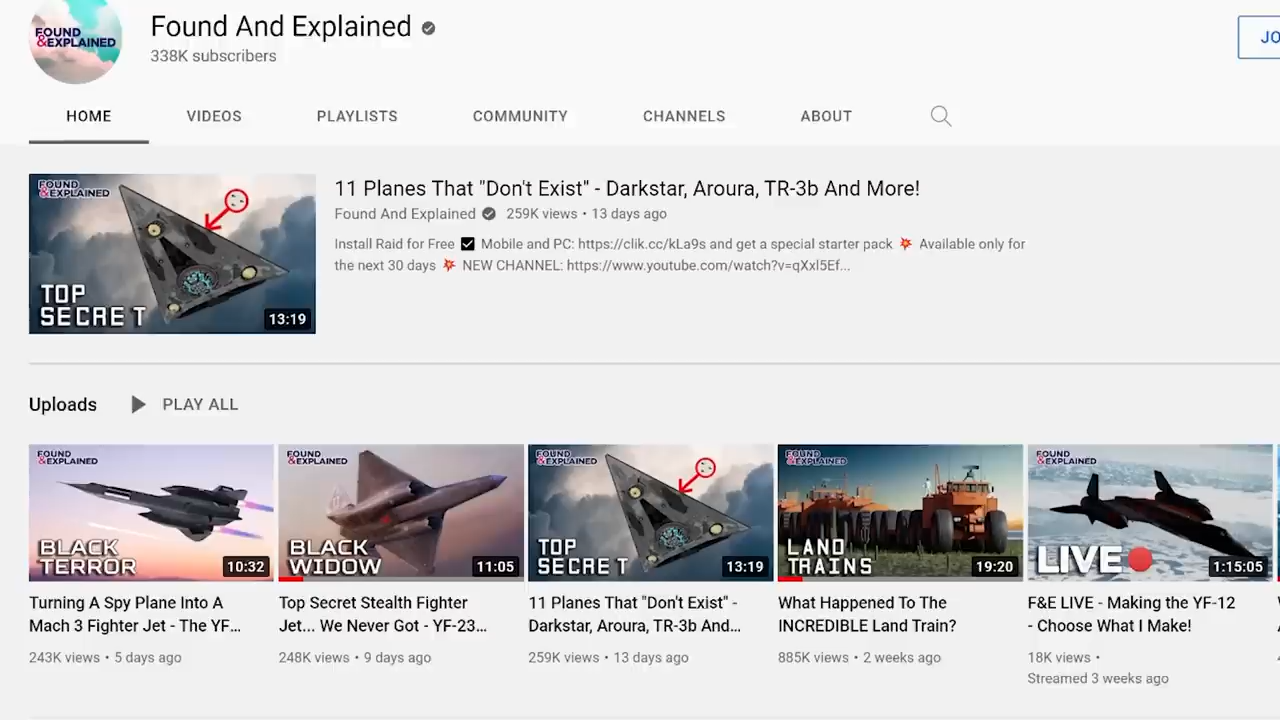 FOUND
&EXPLAINED
Found And Explained
338K subscribers
JO
HOME
VIDEOS
PLAYLISTS
COMMUNITY
CHANNELS
ABOUT
FOUND
&EXPLAINED
TOP
SECRET
13:19
11 Planes That "Don't Exist" - Darkstar, Aroura, TR-3b And More!
Found And Explained 259K views • 13 days ago
Install Raid for Free ✅ Mobile and PC: https://clik.cc/kLa9s and get a special starter pack 💥 Available only for
the next 30 days 💥 NEW CHANNEL: https://www.youtube.com/watch?v=qXxl5Ef...
Uploads
PLAY ALL
FOUND
&EXPLAINED
BLACK
TERROR
10:32
Turning A Spy Plane Into A
Mach 3 Fighter Jet - The YF...
243K views • 5 days ago
FOUND
&EXPLAINED
BLACK
WIDOW
11:05
Top Secret Stealth Fighter
Jet... We Never Got - YF-23...
248K views • 9 days ago
FOUND
&EXPLAINED
TOP
SECRET
13:19
11 Planes That "Don't Exist" -
Darkstar, Aroura, TR-3b And...
259K views • 13 days ago
FOUND
&EXPLAINED
LAND
TRAINS
19:20
What Happened To The
INCREDIBLE Land Train?
885K views • 2 weeks ago
FOUND
&EXPLAINED
LIVE
1:15:05
F&E LIVE - Making the YF-12
- Choose What I Make!
18K views •
Streamed 3 weeks ago